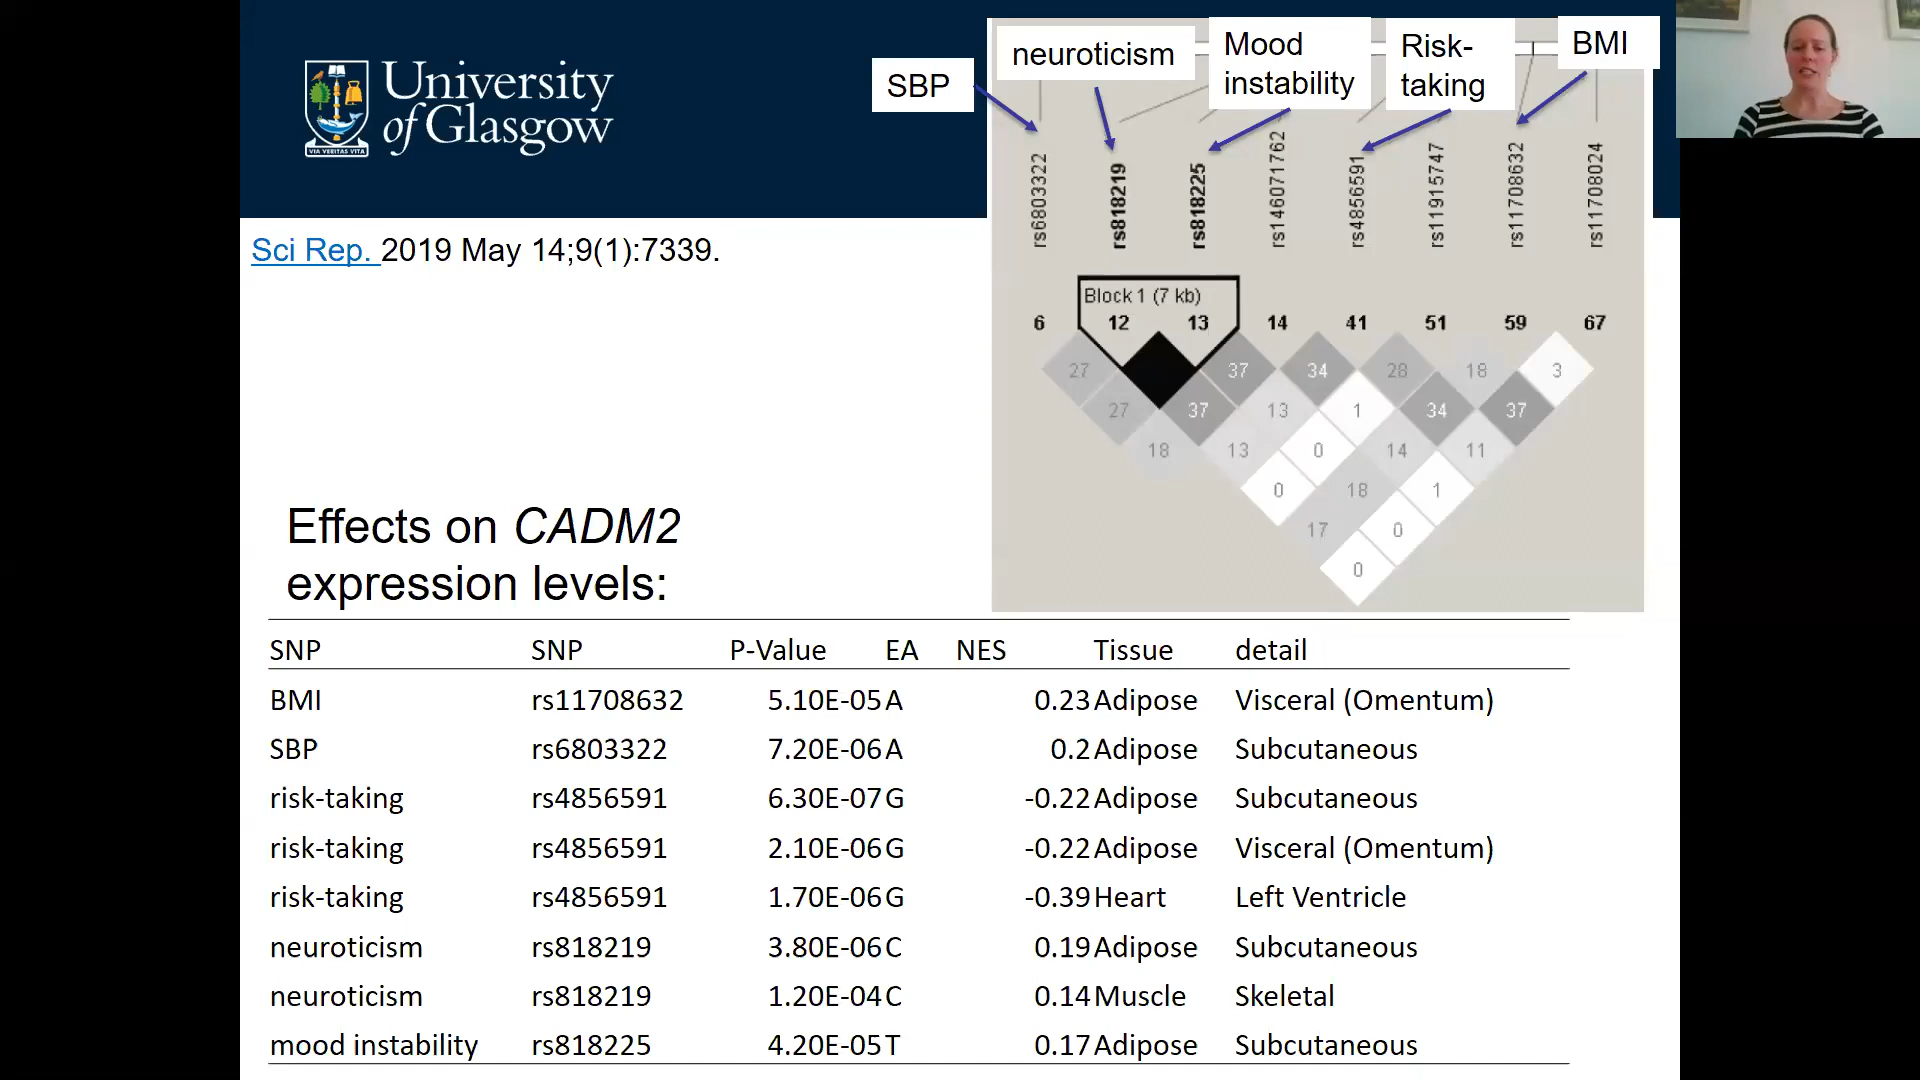 University
of Glasgow
VIA VERITAS VITA
SBP
neuroticism
Mood
instability
Risk-
taking
BMI
rs6803322
rs818219
rs818225
rs146071762
rs4856591
rs11915747
rs11708632
rs11708024
Sci Rep. 2019 May 14;9(1):7339.
Block 1 (7 kb)
6 12 13 14 41 51 59 67
27 37 34 28 18 3
27 37 13 1 34 37
18 13 0 14 11
0 18 1
17 0
0
Effects on CADM2
expression levels:
SNP SNP P-Value EA NES Tissue detail
BMI rs11708632 5.10E-05 A 0.23 Adipose Visceral (Omentum)
SBP rs6803322 7.20E-06 A 0.2 Adipose Subcutaneous
risk-taking rs4856591 6.30E-07 G -0.22 Adipose Subcutaneous
risk-taking rs4856591 2.10E-06 G -0.22 Adipose Visceral (Omentum)
risk-taking rs4856591 1.70E-06 G -0.39 Heart Left Ventricle
neuroticism rs818219 3.80E-06 C 0.19 Adipose Subcutaneous
neuroticism rs818219 1.20E-04 C 0.14 Muscle Skeletal
mood instability rs818225 4.20E-05 T 0.17 Adipose Subcutaneous